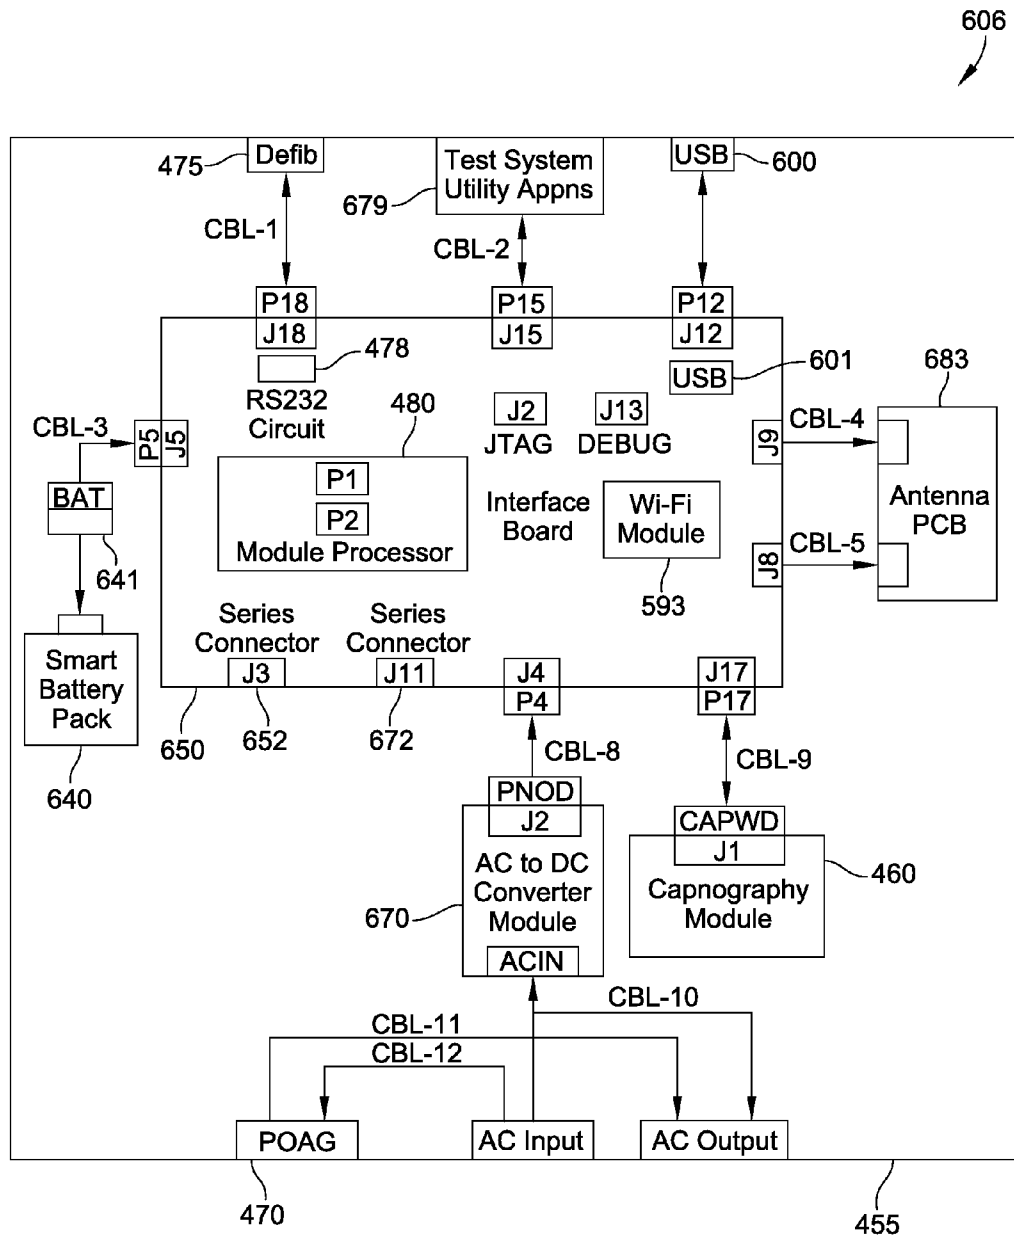 606
475
Defib
Test System
Utility Appns
679
USB
600
CBL-1
CBL-2
P18
J18
P15
J15
P12
J12
478
RS232
Circuit
USB
601
683
CBL-3
P5
J5
480
J2
JTAG
J13
DEBUG
J9
CBL-4
BAT
641
P1
P2
Module Processor
Interface
Board
Wi-Fi
Module
593
Antenna
PCB
J8
CBL-5
Smart
Battery
Pack
640
Series
Connector
J3
Series
Connector
J11
J4
P4
J17
P17
650
652
672
CBL-8
CBL-9
PNOD
J2
AC to DC
Converter
Module
670
ACIN
CAPWD
J1
Capnography
Module
460
CBL-10
CBL-11
CBL-12
POAG
AC Input
AC Output
470
455